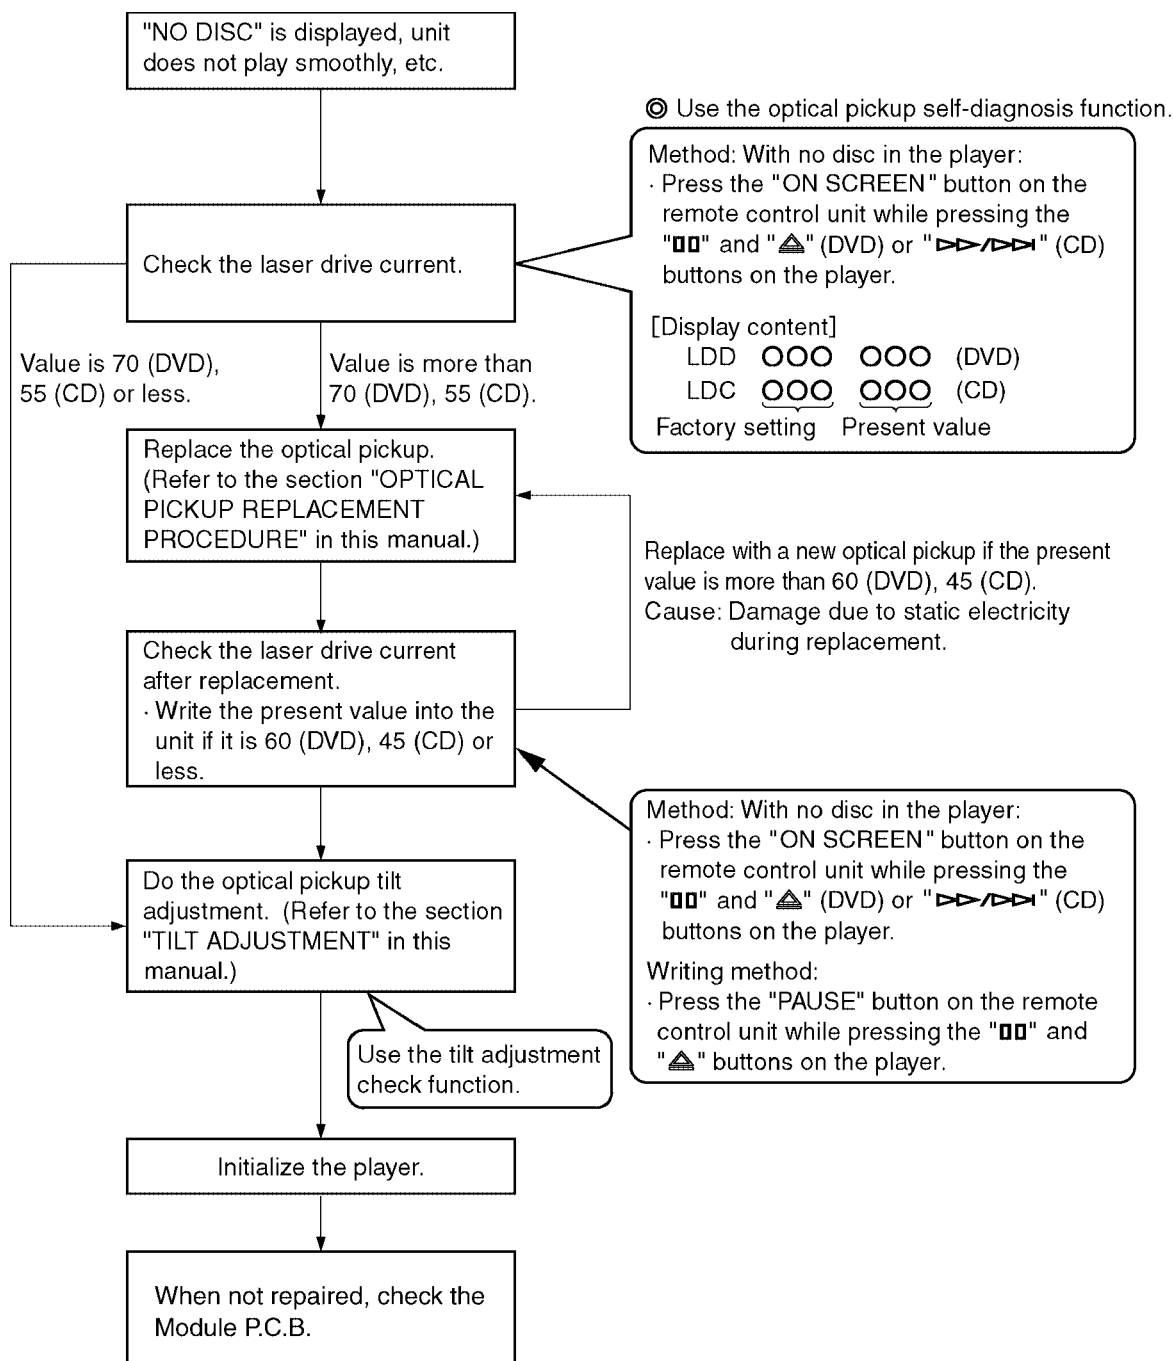 "NO DISC" is displayed, unit
does not play smoothly, etc.
◎ Use the optical pickup self-diagnosis function.
Method: With no disc in the player:
· Press the "ON SCREEN" button on the
remote control unit while pressing the
"▯▯" and "⏏" (DVD) or "▷▷/▷▷|" (CD)
buttons on the player.
[Display content]
LDD ○○○ ○○○ (DVD)
LDC ○○○ ○○○ (CD)
Factory setting Present value
Check the laser drive current.
Value is 70 (DVD),
55 (CD) or less.
Value is more than
70 (DVD), 55 (CD).
Replace the optical pickup.
(Refer to the section "OPTICAL
PICKUP REPLACEMENT
PROCEDURE" in this manual.)
Replace with a new optical pickup if the present
value is more than 60 (DVD), 45 (CD).
Cause: Damage due to static electricity
during replacement.
Check the laser drive current
after replacement.
· Write the present value into the
unit if it is 60 (DVD), 45 (CD) or
less.
Method: With no disc in the player:
· Press the "ON SCREEN" button on the
remote control unit while pressing the
"▯▯" and "⏏" (DVD) or "▷▷/▷▷|" (CD)
buttons on the player.
Writing method:
· Press the "PAUSE" button on the remote
control unit while pressing the "▯▯" and
"⏏" buttons on the player.
Do the optical pickup tilt
adjustment. (Refer to the section
"TILT ADJUSTMENT" in this
manual.)
Use the tilt adjustment
check function.
Initialize the player.
When not repaired, check the
Module P.C.B.